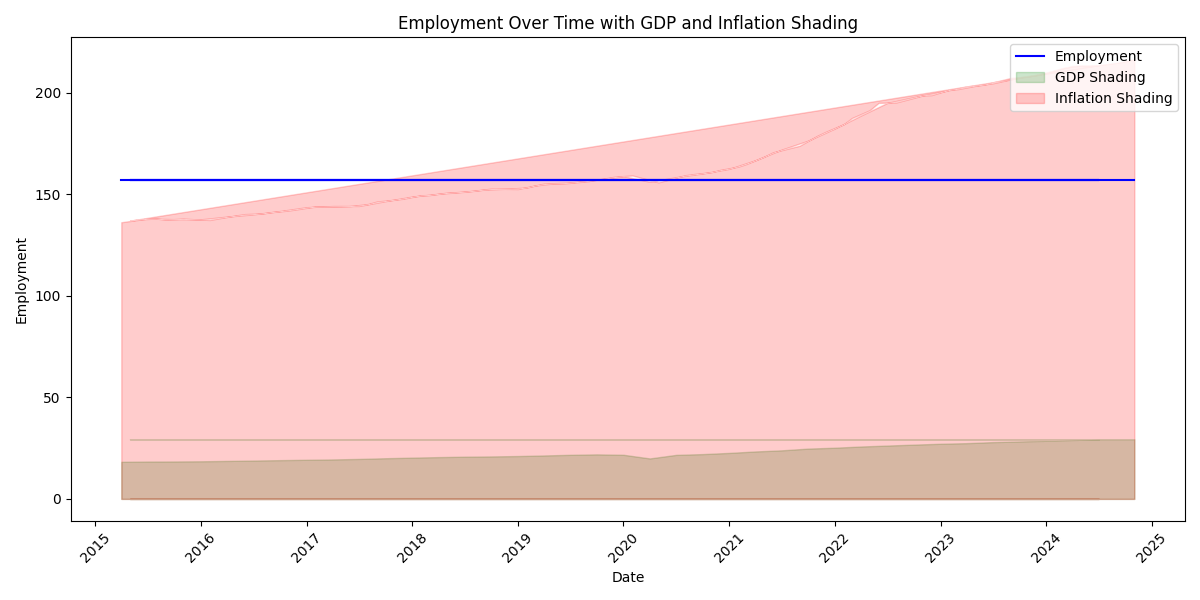 Employment Over Time with GDP and Inflation Shading
Employment
GDP Shading
Inflation Shading
Employment
200
150
100
50
0
2015
2016
2017
2018
2019
2020
2021
2022
2023
2024
2025
Date